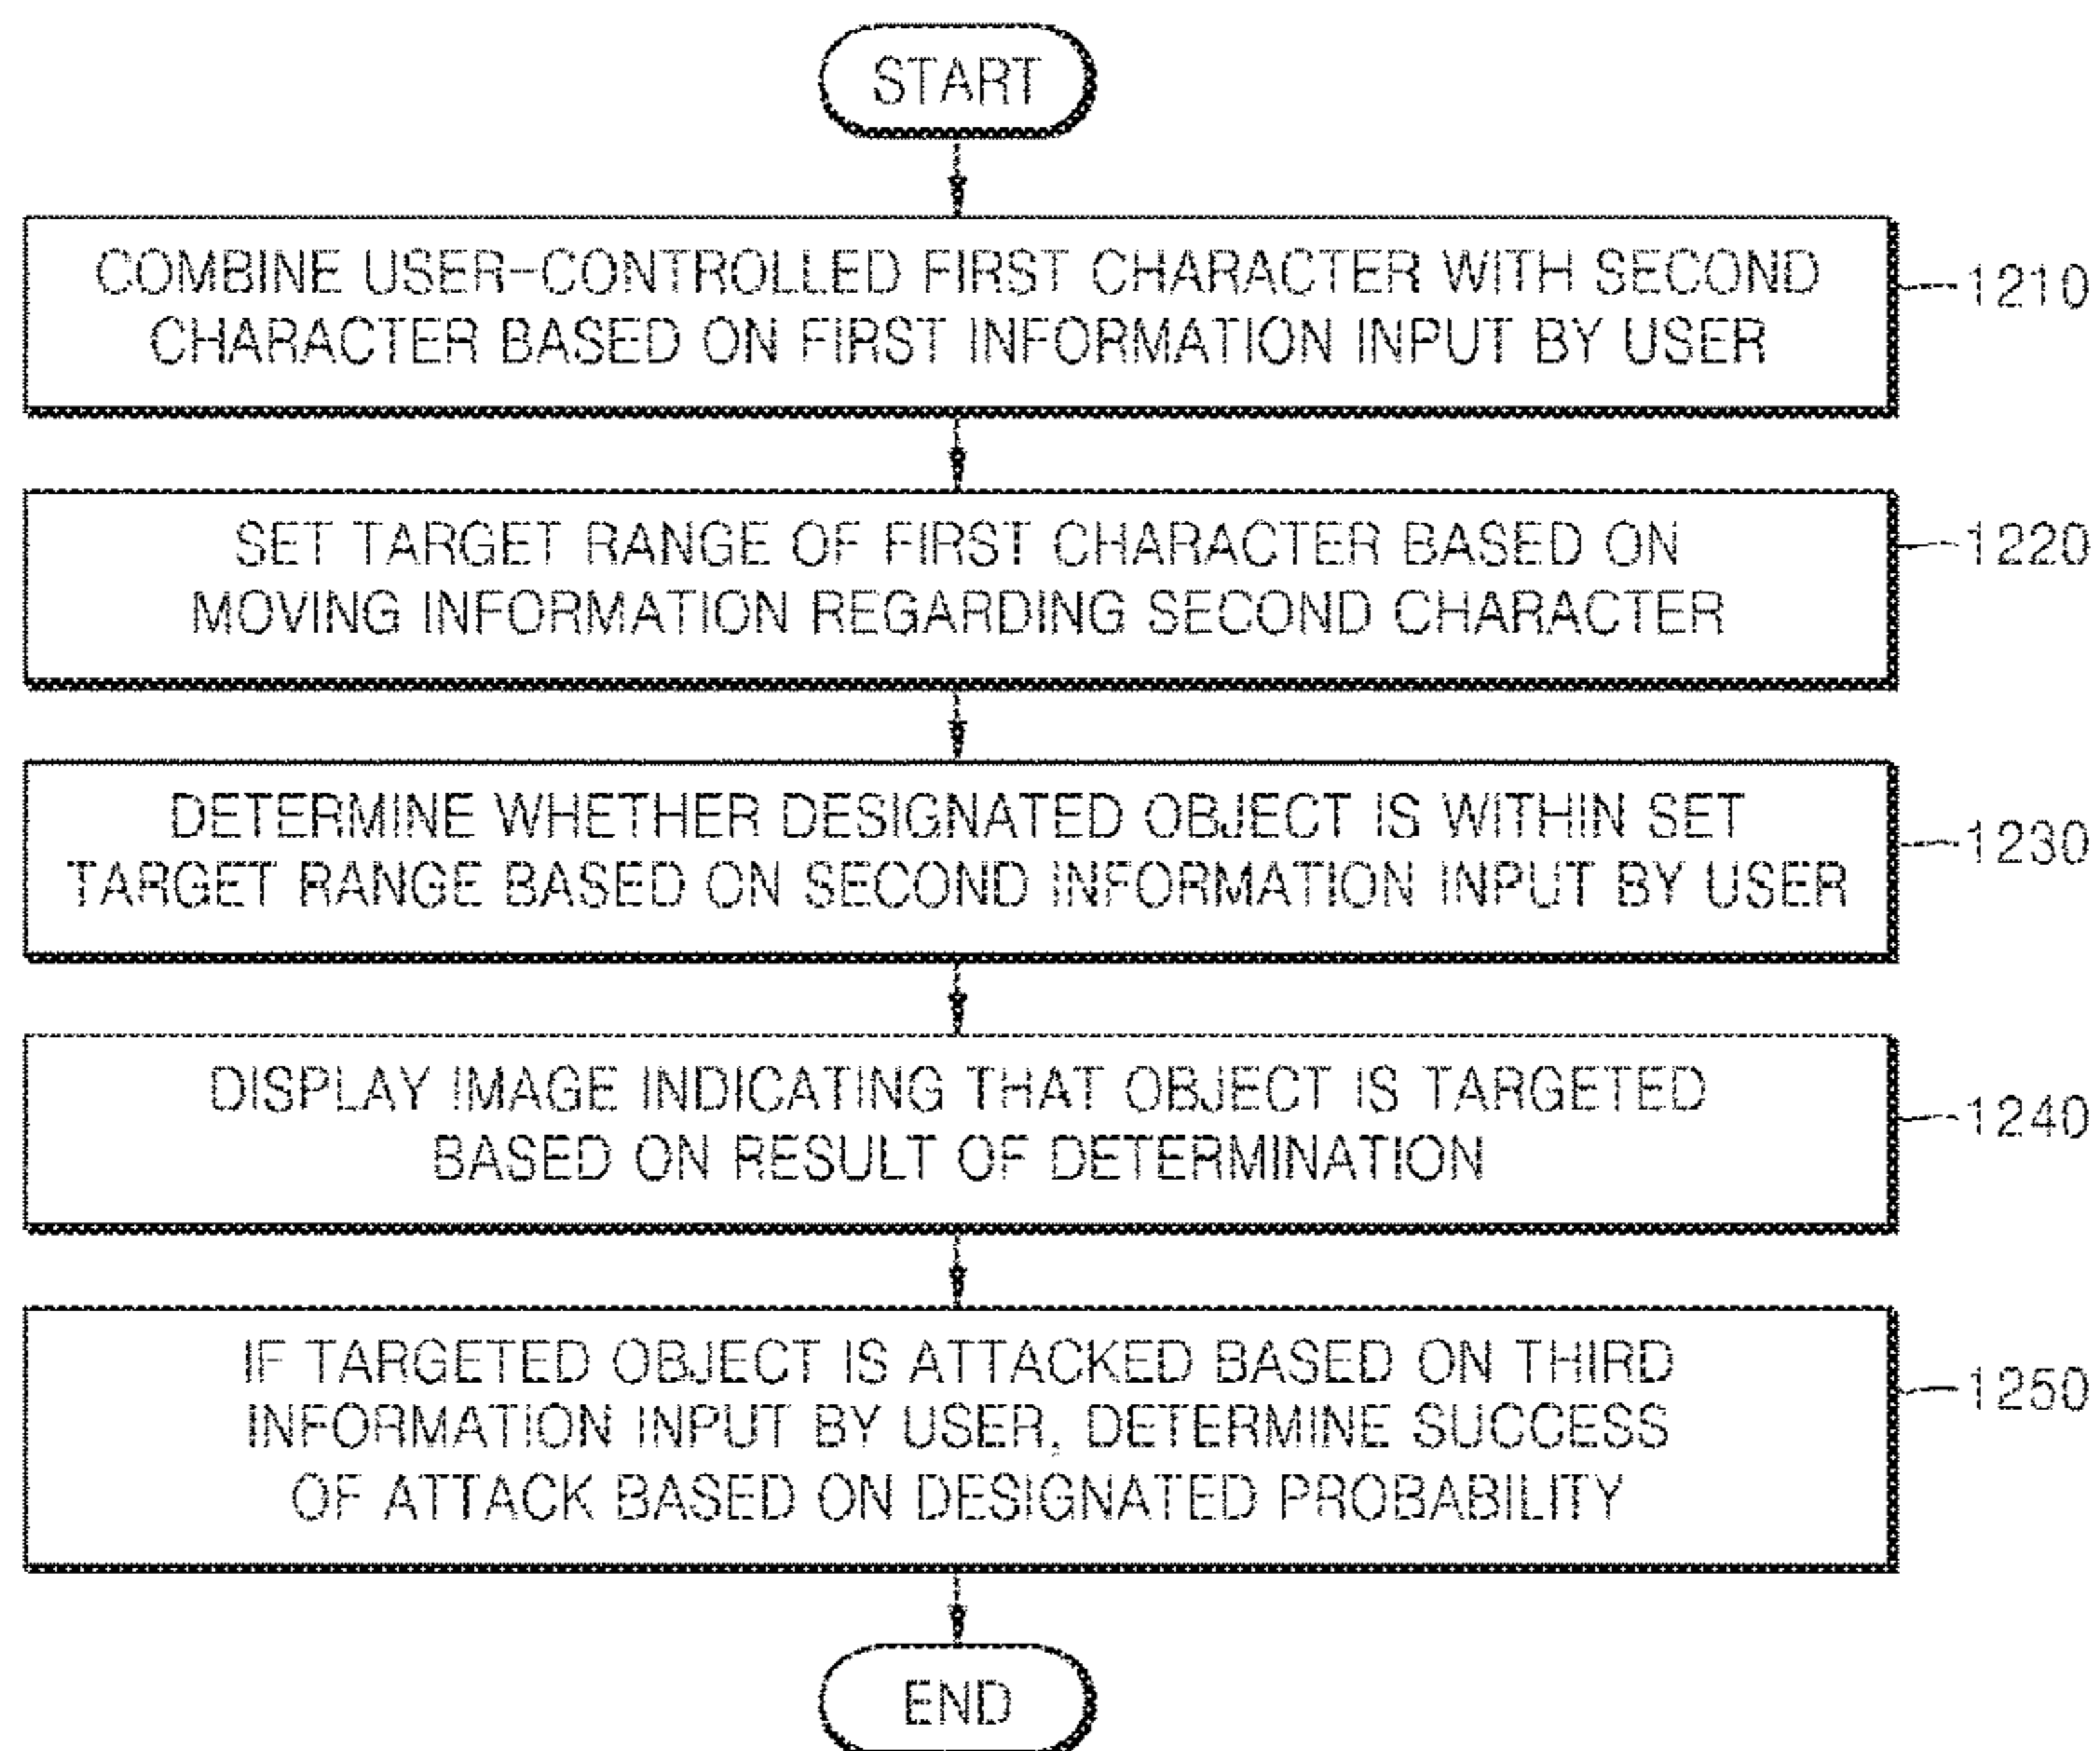 START
COMBINE USER-CONTROLLED FIRST CHARACTER WITH SECOND
CHARACTER BASED ON FIRST INFORMATION INPUT BY USER
1210
SET TARGET RANGE OF FIRST CHARACTER BASED ON
MOVING INFORMATION REGARDING SECOND CHARACTER
1220
DETERMINE WHETHER DESIGNATED OBJECT IS WITHIN SET
TARGET RANGE BASED ON SECOND INFORMATION INPUT BY USER
1230
DISPLAY IMAGE INDICATING THAT OBJECT IS TARGETED
BASED ON RESULT OF DETERMINATION
1240
IF TARGETED OBJECT IS ATTACKED BASED ON THIRD
INFORMATION INPUT BY USER, DETERMINE SUCCESS
OF ATTACK BASED ON DESIGNATED PROBABILITY
1250
END